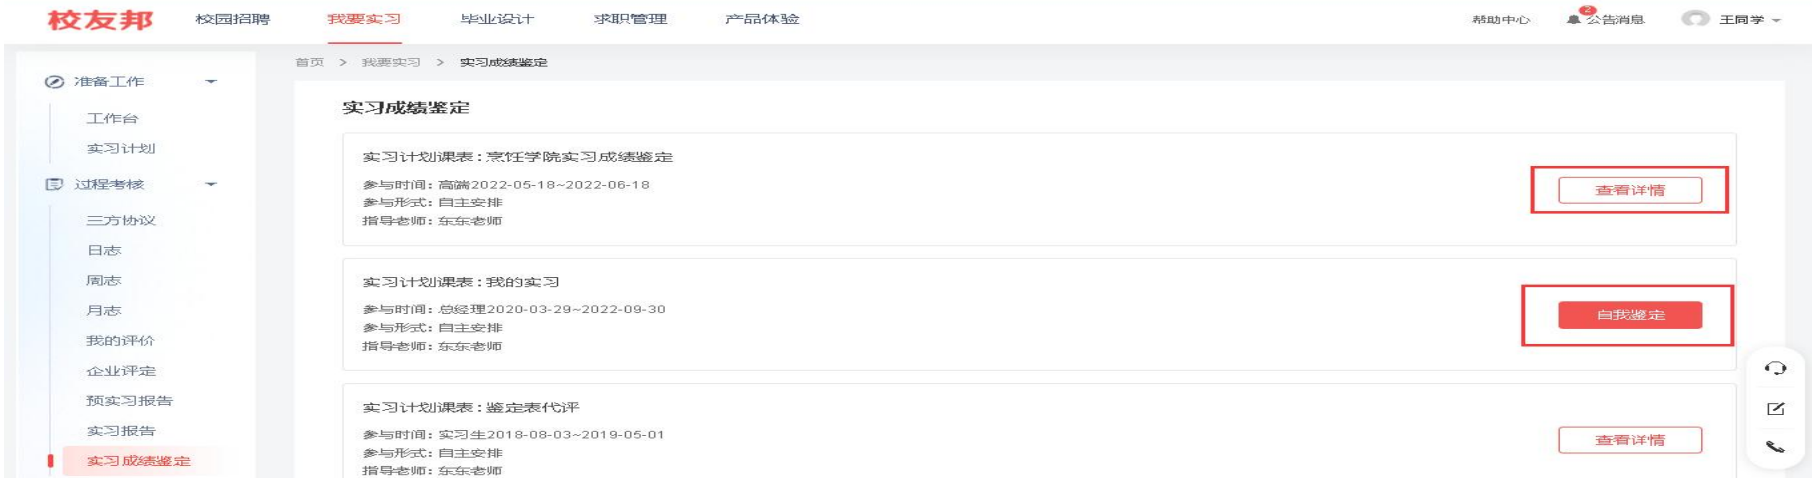 校友邦 校园招聘 我要实习 毕业设计 求职管理 产品体验 帮助中心 2 公告消息 王同学
首页 > 我要实习 > 实习成绩鉴定
准备工作
工作台
实习计划
过程考核
三方协议
日志
周志
月志
我的评价
企业评定
预实习报告
实习报告
实习成绩鉴定
实习成绩鉴定
实习计划课表:烹饪学院实习成绩鉴定
参与时间:高端2022-05-18~2022-06-18
参与形式:自主安排
指导老师:东东老师
查看详情
实习计划课表:我的实习
参与时间:总经理2020-03-29~2022-09-30
参与形式:自主安排
指导老师:东东老师
自我鉴定
实习计划课表:鉴定表代评
参与时间:实习生2018-08-03~2019-05-01
参与形式:自主安排
指导老师:东东老师
查看详情